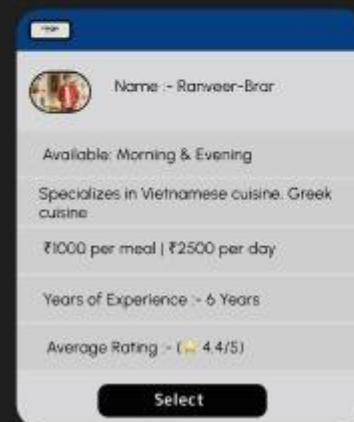 Name :- Ranveer-Brar
Available: Morning & Evening
Specializes in Vietnamese cuisine. Greek
cuisine
₹1000 per meal | ₹2500 per day
Years of Experience :- 6 Years
Average Rating :- (⭐ 4.4/5)
Select